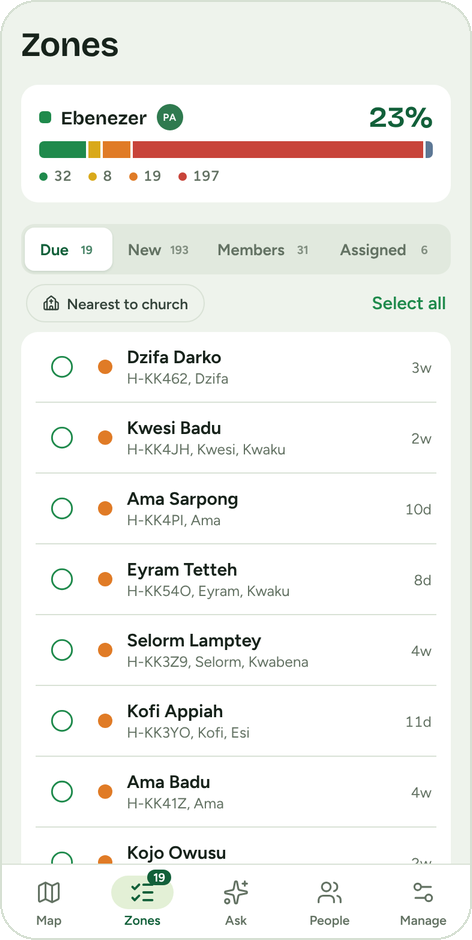 Zones
Ebenezer PA 23%
32 8 19 197
Due 19 New 193 Members 31 Assigned 6
Nearest to church Select all
Dzifa Darko 3w
H-KK462, Dzifa
Kwesi Badu 2w
H-KK4JH, Kwesi, Kwaku
Ama Sarpong 10d
H-KK4PI, Ama
Eyram Tetteh 8d
H-KK54O, Eyram, Kwaku
Selorm Lamptey 4w
H-KK3Z9, Selorm, Kwabena
Kofi Appiah 11d
H-KK3YO, Kofi, Esi
Ama Badu 4w
H-KK41Z, Ama
Kojo Owusu 2w
19
Map Zones Ask People Manage